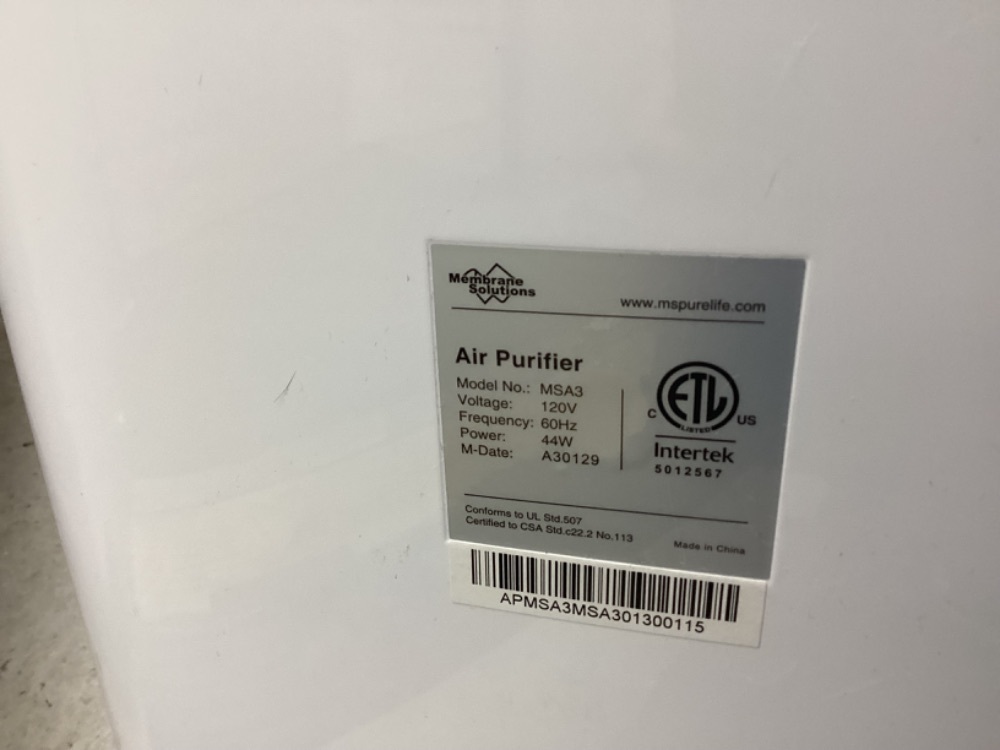 Membrane
Solutions
www.mspurelife.com
Air Purifier
Model No.: MSA3
Voltage: 120V
Frequency: 60Hz
Power: 44W
M-Date: A30129
C ETL US
LISTED
Intertek
5012567
Conforms to UL Std.507
Certified to CSA Std.c22.2 No.113
Made in China
APMSA3MSA301300115